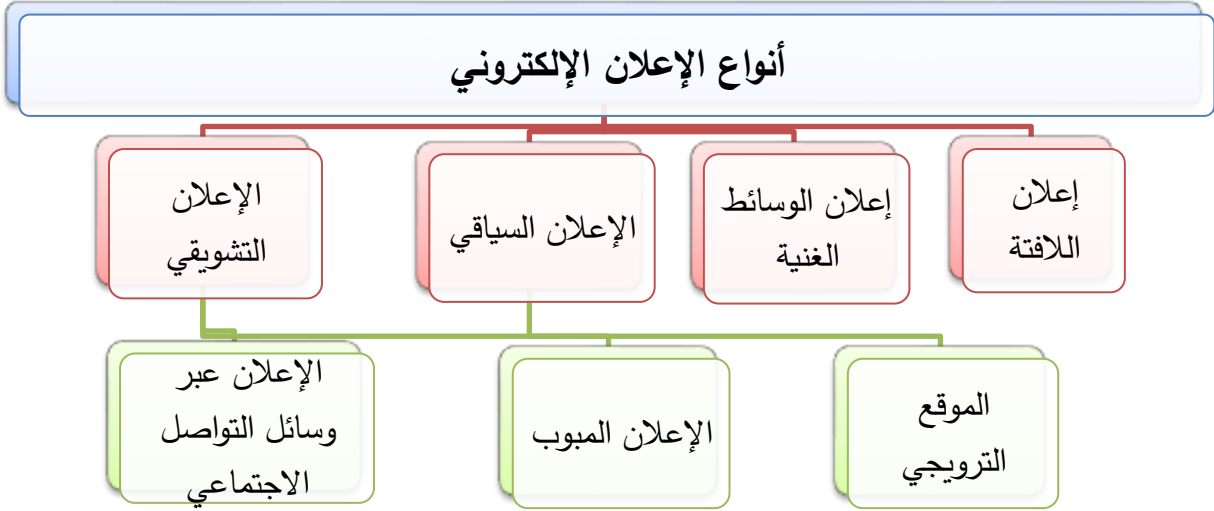 أنواع الإعلان الإلكتروني
إعلان
اللافتة
إعلان الوسائط
الغنية
الإعلان السياقي
الإعلان
التشويقي
الموقع
الترويجي
الإعلان المبوب
الإعلان عبر
وسائل التواصل
الاجتماعي